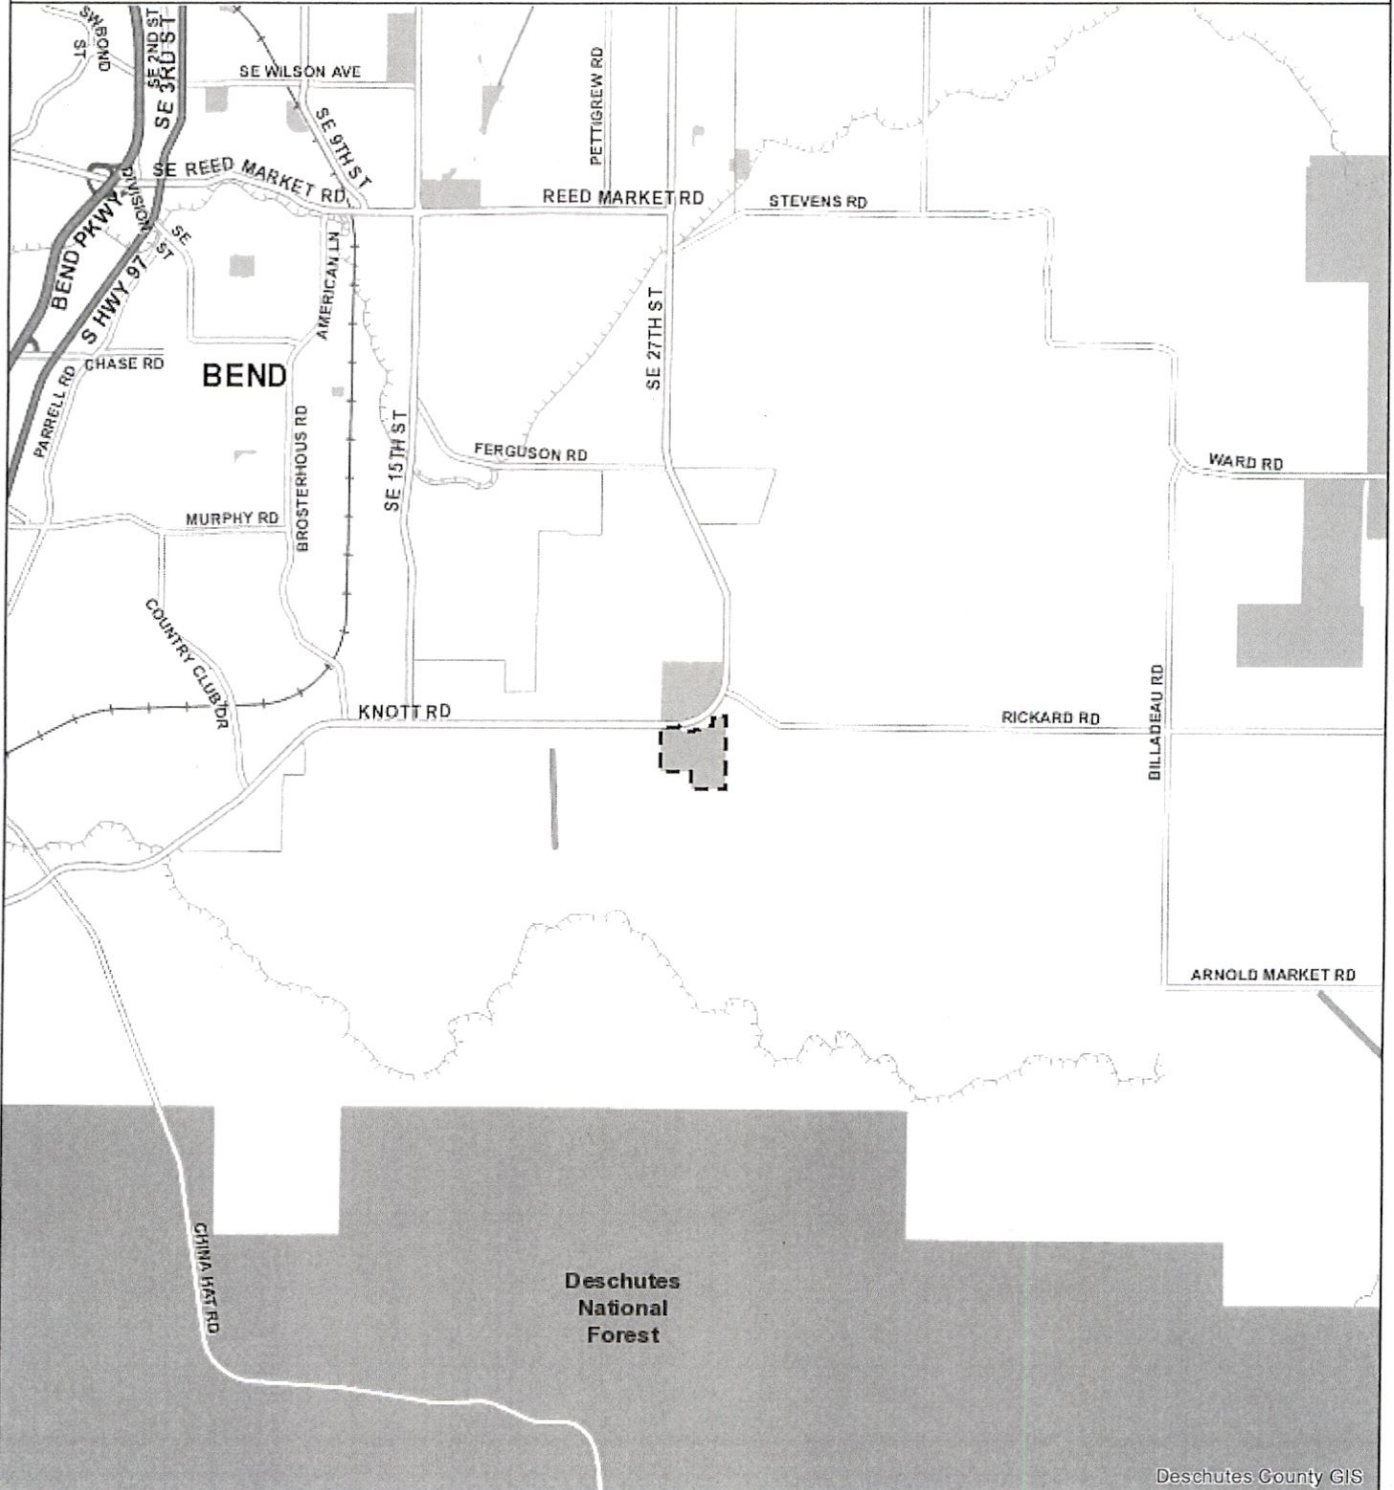 SW BOND
ST
SE 2ND ST
SE 3RD ST
SE WILSON AVE
SE 9TH ST
PETTIGREW RD
SE REED MARKET RD
REED MARKET RD
STEVENS RD
DIVISION
ST
SE
BEND PKWY
S HWY 97
AMERICAN LN
SE 27TH ST
CHASE RD
BEND
PARRELL RD
BROSTERHOUS RD
SE 15TH ST
FERGUSON RD
WARD RD
MURPHY RD
COUNTRY CLUB DR
KNOTT RD
RICKARD RD
BILLADEAU RD
ARNOLD MARKET RD
CHINA HAT RD
Deschutes
National
Forest
Deschutes County GIS